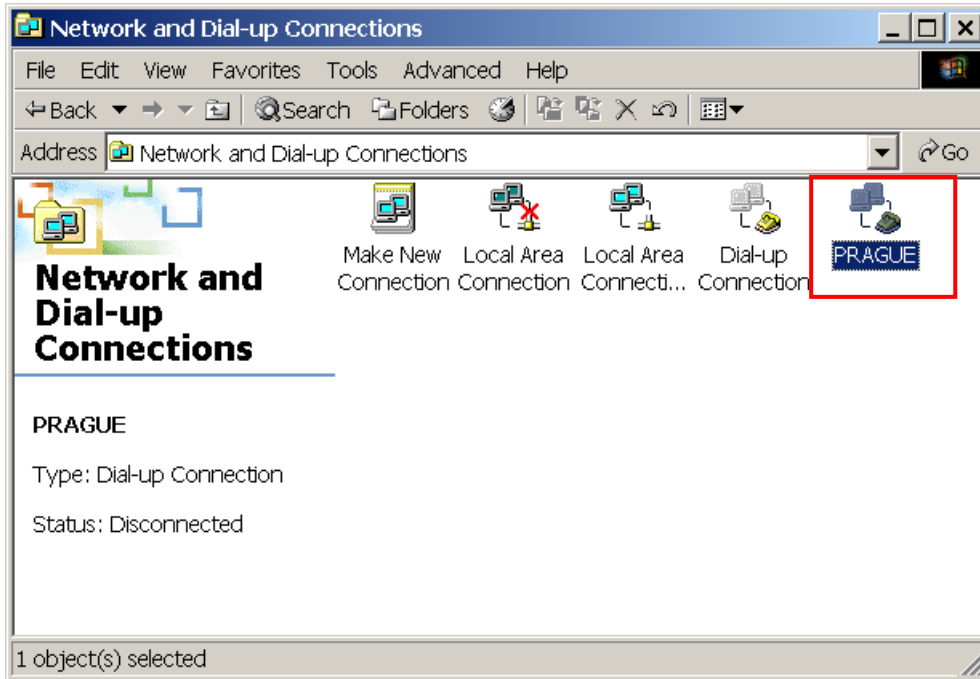 Network and Dial-up Connections
File Edit View Favorites Tools Advanced Help
Back Search Folders
Address Network and Dial-up Connections Go
Make New Connection
Local Area Connection
Local Area Connecti...
Dial-up Connection
PRAGUE
Network and
Dial-up
Connections
PRAGUE
Type: Dial-up Connection
Status: Disconnected
1 object(s) selected